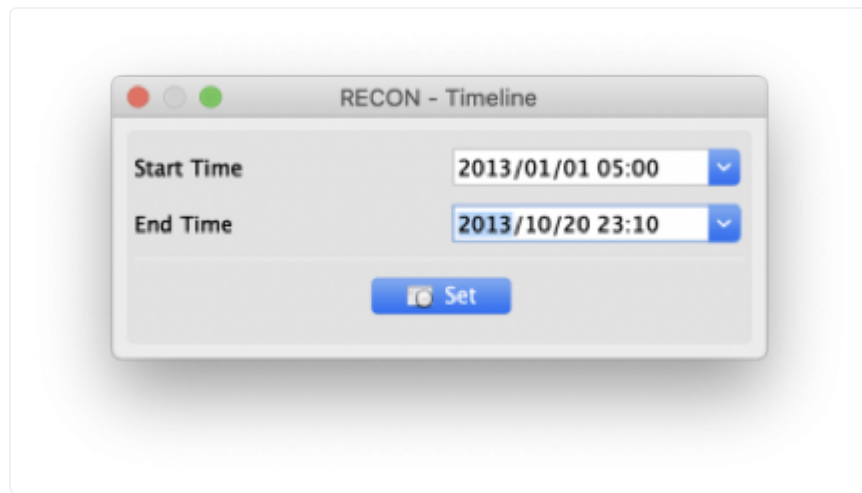 RECON - Timeline
Start Time 2013/01/01 05:00
End Time 2013/10/20 23:10
Set